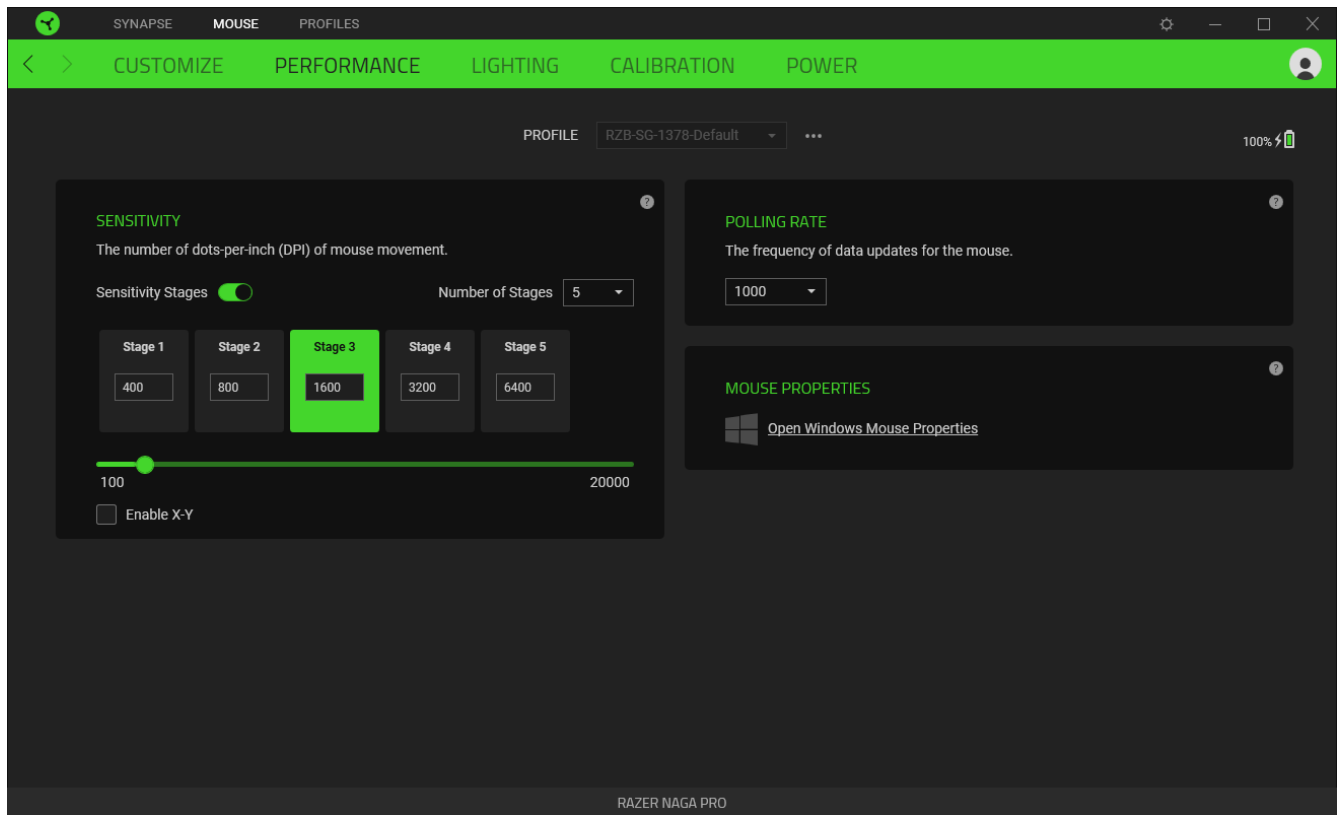 SYNAPSE MOUSE PROFILES
CUSTOMIZE PERFORMANCE LIGHTING CALIBRATION POWER
PROFILE RZB-SG-1378-Default
100%
SENSITIVITY
The number of dots-per-inch (DPI) of mouse movement.
Sensitivity Stages Number of Stages 5
Stage 1 Stage 2 Stage 3 Stage 4 Stage 5
400 800 1600 3200 6400
100 20000
Enable X-Y
POLLING RATE
The frequency of data updates for the mouse.
1000
MOUSE PROPERTIES
Open Windows Mouse Properties
RAZER NAGA PRO